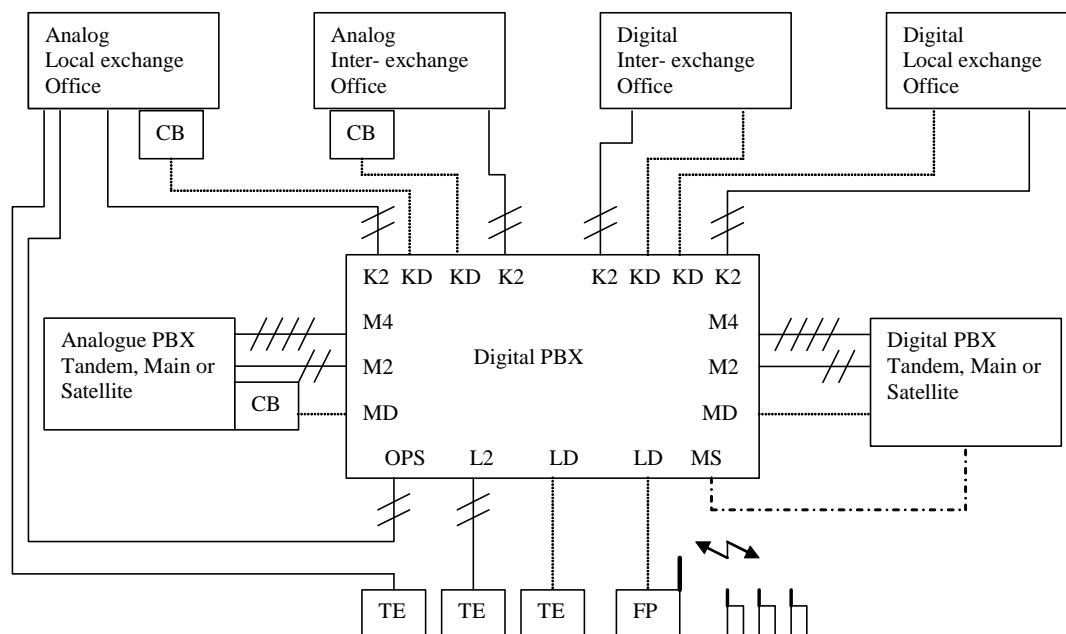 Analog
Local exchange
Office
Analog
Inter- exchange
Office
Digital
Inter- exchange
Office
Digital
Local exchange
Office
CB
CB
K2 KD KD K2 K2 KD KD K2
Analogue PBX
Tandem, Main or
Satellite
CB
M4
M2
MD
Digital PBX
M4
M2
MD
Digital PBX
Tandem, Main or
Satellite
OPS L2 LD LD MS
TE TE TE FP